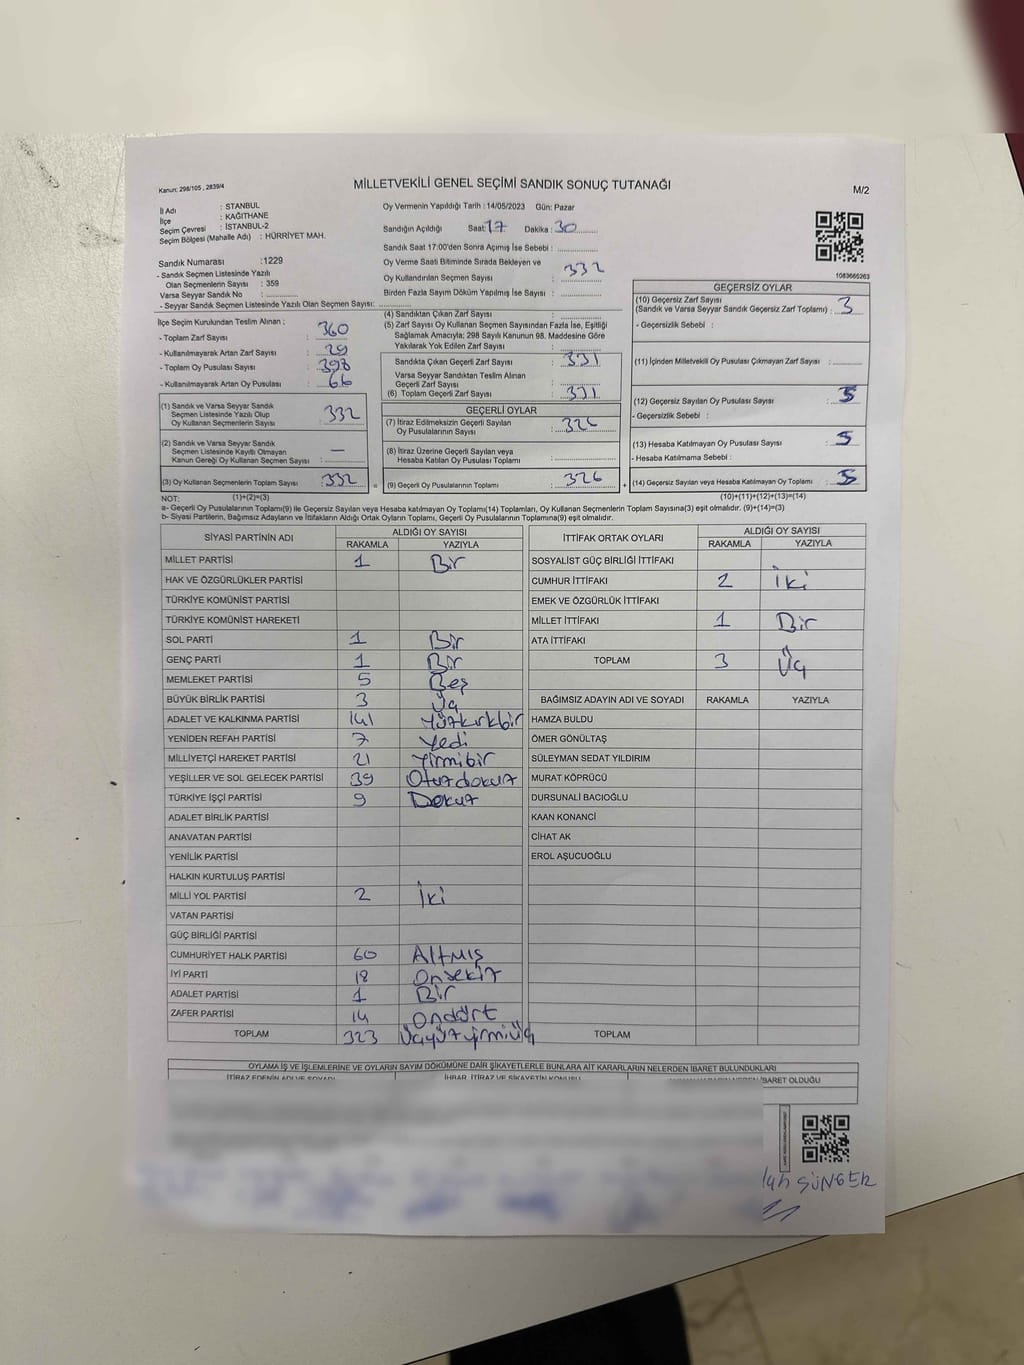 Kanun: 298/105 , 2839/4
MİLLETVEKİLİ GENEL SEÇİMİ SANDIK SONUÇ TUTANAĞI
M/2
İl Adı : STANBUL
İlçe : KAĞITHANE
Seçim Çevresi : İSTANBUL-2
Seçim Bölgesi (Mahalle Adı) : HÜRRİYET MAH.
Sandık Numarası :1229
- Sandık Seçmen Listesinde Yazılı
Olan Seçmenlerin Sayısı : 359
Varsa Seyyar Sandık No :
- Seyyar Sandık Seçmen Listesinde Yazılı Olan Seçmen Sayısı:
Oy Vermenin Yapıldığı Tarih : 14/05/2023 Gün: Pazar
Sandığın Açıldığı Saat: 17 Dakika : 30
Sandık Saat 17:00'den Sonra Açımış İse Sebebi :
Oy Verme Saati Bitiminde Sırada Bekleyen ve
Oy Kullandırılan Seçmen Sayısı : 332
Birden Fazla Sayım Döküm Yapılmış İse Sayısı :
1083665263
İlçe Seçim Kurulundan Teslim Alınan ;
- Toplam Zarf Sayısı : 360
- Kullanılmayarak Artan Zarf Sayısı : 29
- Toplam Oy Pusulası Sayısı : 398
- Kullanılmayarak Artan Oy Pusulası : 66
(1) Sandık ve Varsa Seyyar Sandık
Seçmen Listesinde Yazılı Olup
Oy Kullanan Seçmenlerin Sayısı : 332
(2) Sandık ve Varsa Seyyar Sandık
Seçmen Listesinde Kayıtlı Olmayan
Kanun Gereği Oy Kullanan Seçmen Sayısı : —
(3) Oy Kullanan Seçmenlerin Toplam Sayısı : 332
(4) Sandıktan Çıkan Zarf Sayısı :
(5) Zarf Sayısı Oy Kullanan Seçmen Sayısından Fazla İse, Eşitliği
Sağlamak Amacıyla; 298 Sayılı Kanunun 98. Maddesine Göre
Yakılarak Yok Edilen Zarf Sayısı :
Sandıkta Çıkan Geçerli Zarf Sayısı : 331
Varsa Seyyar Sandıktan Teslim Alınan
Geçerli Zarf Sayısı :
(6) Toplam Geçerli Zarf Sayısı : 331
GEÇERLİ OYLAR
(7) İtiraz Edilmeksizin Geçerli Sayılan
Oy Pusulalarının Sayısı : 326
(8) İtiraz Üzerine Geçerli Sayılan veya
Hesaba Katılan Oy Pusulası Toplamı :
(9) Geçerli Oy Pusulalarının Toplamı : 326
GEÇERSİZ OYLAR
(10) Geçersiz Zarf Sayısı
(Sandık ve Varsa Seyyar Sandık Geçersiz Zarf Toplamı) : 3
- Geçersizlik Sebebi :
(11) İçinden Milletvekili Oy Pusulası Çıkmayan Zarf Sayısı :
(12) Geçersiz Sayılan Oy Pusulası Sayısı : 5
- Geçersizlik Sebebi :
(13) Hesaba Katılmayan Oy Pusulası Sayısı : 5
- Hesaba Katılmama Sebebi :
(14) Geçersiz Sayılan veya Hesaba Katılmayan Oy Toplamı : 5
NOT: (1)+(2)=(3) (10)+(11)+(12)+(13)=(14)
a- Geçerli Oy Pusulalarının Toplamı(9) ile Geçersiz Sayılan veya Hesaba Katılmayan oy Toplamı(14) Toplamları, Oy Kullanan Seçmenlerin Toplam Sayısına(3) eşit olmalıdır. (9)+(14)=(3)
b- Siyasi Partilerin, Bağımsız Adayların ve İttifakların Aldığı Ortak Oyların Toplamı, Geçerli Oy Pusulalarının Toplamına(9) eşit olmalıdır.
SİYASİ PARTİNİN ADI ALDIĞI OY SAYISI
RAKAMLA YAZIYLA
MİLLET PARTİSİ 1 Bir
HAK VE ÖZGÜRLÜKLER PARTİSİ
TÜRKİYE KOMÜNİST PARTİSİ
TÜRKİYE KOMÜNİST HAREKETİ
SOL PARTİ 1 Bir
GENÇ PARTİ 1 Bir
MEMLEKET PARTİSİ 5 Beş
BÜYÜK BİRLİK PARTİSİ 3 Üç
ADALET VE KALKINMA PARTİSİ 141 Yüzkırkbir
YENİDEN REFAH PARTİSİ 7 Yedi
MİLLİYETÇİ HAREKET PARTİSİ 21 Yirmibir
YEŞİLLER VE SOL GELECEK PARTİSİ 39 Otuzdokuz
TÜRKİYE İŞÇİ PARTİSİ 9 Dokuz
ADALET BİRLİK PARTİSİ
ANAVATAN PARTİSİ
YENİLİK PARTİSİ
HALKIN KURTULUŞ PARTİSİ
MİLLİ YOL PARTİSİ 2 İki
VATAN PARTİSİ
GÜÇ BİRLİĞİ PARTİSİ
CUMHURİYET HALK PARTİSİ 60 Altmış
İYİ PARTİ 18 Onsekiz
ADALET PARTİSİ 1 Bir
ZAFER PARTİSİ 14 Ondört
TOPLAM 323 Üçyüzyirmiüç
İTTİFAK ORTAK OYLARI ALDIĞI OY SAYISI
RAKAMLA YAZIYLA
SOSYALİST GÜÇ BİRLİĞİ İTTİFAKI
CUMHUR İTTİFAKI 2 İki
EMEK VE ÖZGÜRLÜK İTTİFAKI
MİLLET İTTİFAKI 1 Bir
ATA İTTİFAKI
TOPLAM 3 Üç
BAĞIMSIZ ADAYIN ADI VE SOYADI RAKAMLA YAZIYLA
HAMZA BULDU
ÖMER GÖNÜLTAŞ
SÜLEYMAN SEDAT YILDIRIM
MURAT KÖPRÜCÜ
DURSUNALİ BACIOĞLU
KAAN KONANCİ
CİHAT AK
EROL AŞUCUOĞLU
TOPLAM
OYLAMA İŞ VE İŞLEMLERİNE VE OYLARIN SAYIM DÖKÜMÜNE DAİR ŞİKAYETLERLE BUNLARA AİT KARARLARIN NELERDEN İBARET BULUNDUKLARI
İTİRAZ EDENİN ADI VE SOYADI İHBAR, İTİRAZ VE ŞİKAYETİN KONUSU İBARET OLDUĞU
SÜNGER